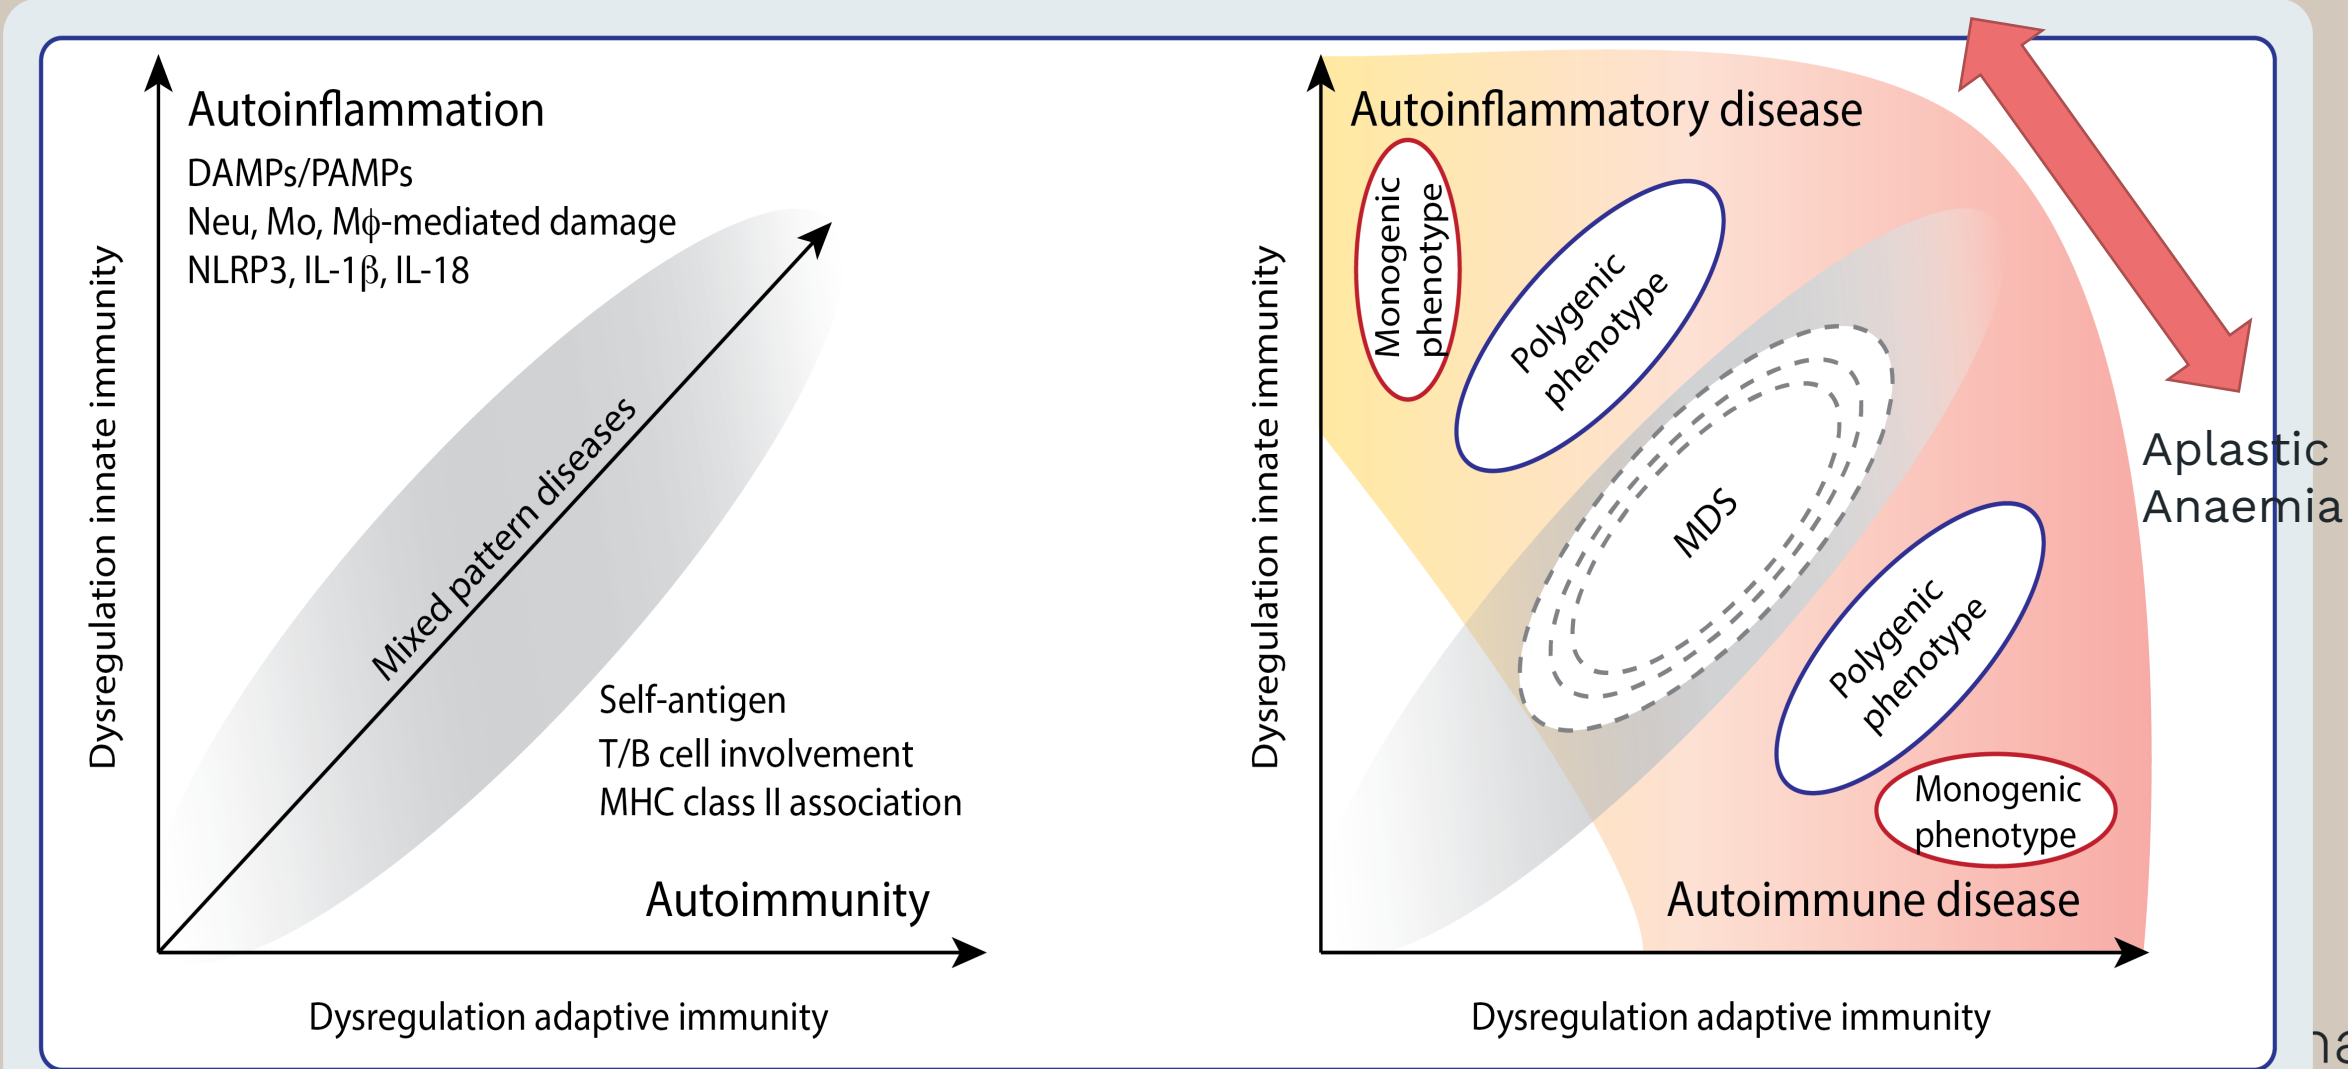 Autoinflammation
DAMPs/PAMPs
Neu, Mo, Mϕ-mediated damage
NLRP3, IL-1β, IL-18
Dysregulation innate immunity
Mixed pattern diseases
Self-antigen
T/B cell involvement
MHC class II association
Autoimmunity
Dysregulation adaptive immunity
Autoinflammatory disease
Monogenic
phenotype
Polygenic
phenotype
Dysregulation innate immunity
MDS
Polygenic
phenotype
Monogenic
phenotype
Autoimmune disease
Dysregulation adaptive immunity
Aplastic
Anaemia